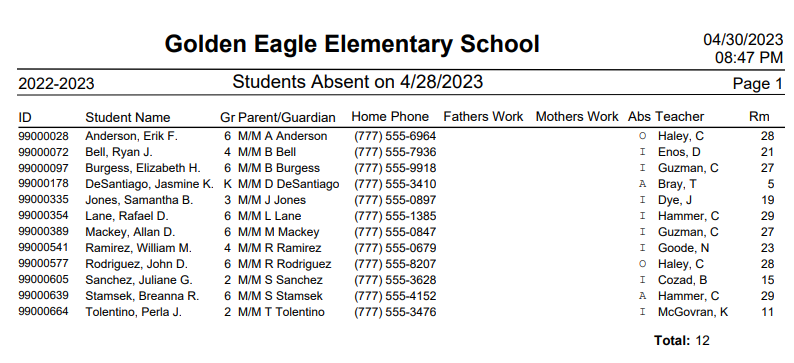 Golden Eagle Elementary School
04/30/2023
08:47 PM
2022-2023 Students Absent on 4/28/2023 Page 1
ID Student Name Gr Parent/Guardian Home Phone Fathers Work Mothers Work Abs Teacher Rm
99000028 Anderson, Erik F. 6 M/M A Anderson (777) 555-6964 O Haley, C 28
99000072 Bell, Ryan J. 4 M/M B Bell (777) 555-7936 I Enos, D 21
99000097 Burgess, Elizabeth H. 6 M/M B Burgess (777) 555-9918 I Guzman, C 27
99000178 DeSantiago, Jasmine K. K M/M D DeSantiago (777) 555-3410 A Bray, T 5
99000335 Jones, Samantha B. 3 M/M J Jones (777) 555-0897 I Dye, J 19
99000354 Lane, Rafael D. 6 M/M L Lane (777) 555-1385 I Hammer, C 29
99000389 Mackey, Allan D. 6 M/M M Mackey (777) 555-0847 I Guzman, C 27
99000541 Ramirez, William M. 4 M/M R Ramirez (777) 555-0679 I Goode, N 23
99000577 Rodriguez, John D. 6 M/M R Rodriguez (777) 555-8207 O Haley, C 28
99000605 Sanchez, Juliane G. 2 M/M S Sanchez (777) 555-3628 I Cozad, B 15
99000639 Stamsek, Breanna R. 6 M/M S Stamsek (777) 555-4152 A Hammer, C 29
99000664 Tolentino, Perla J. 2 M/M T Tolentino (777) 555-3476 I McGovran, K 11
Total: 12